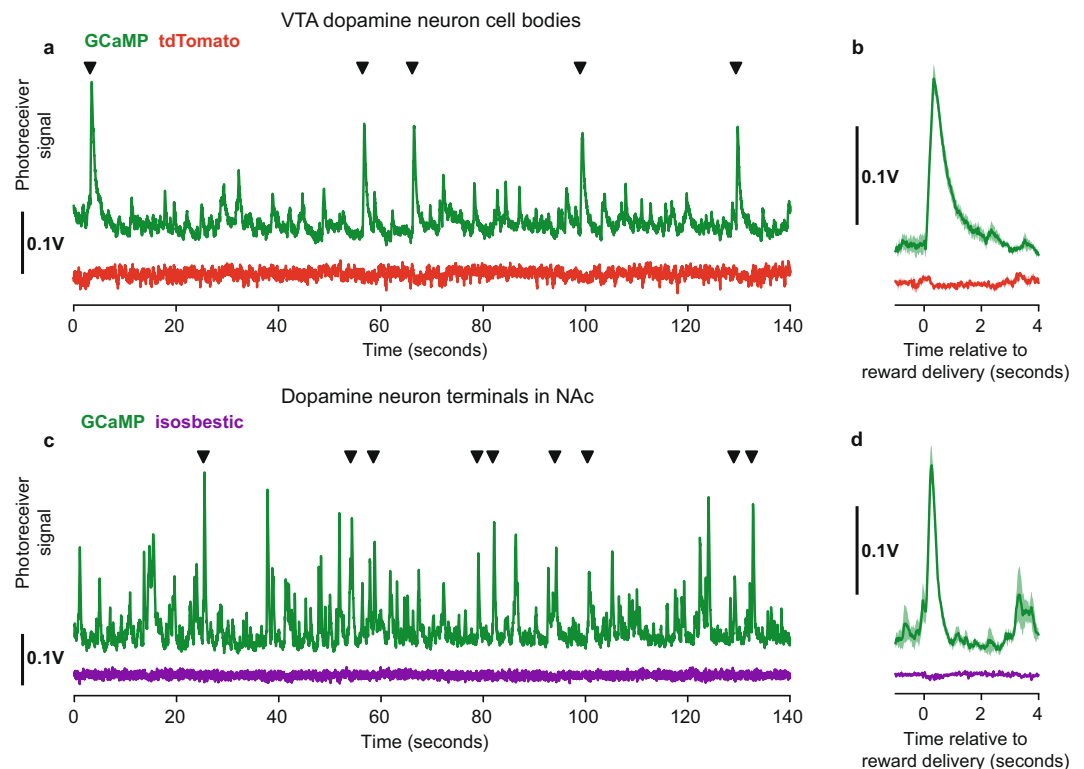 VTA dopamine neuron cell bodies
a
GCaMP tdTomato
Photoreceiver
signal
0.1V
0 20 40 60 80 100 120 140
Time (seconds)
b
0.1V
0 2 4
Time relative to
reward delivery (seconds)
Dopamine neuron terminals in NAc
GCaMP isosbestic
c
Photoreceiver
signal
0.1V
0 20 40 60 80 100 120 140
Time (seconds)
d
0.1V
0 2 4
Time relative to
reward delivery (seconds)